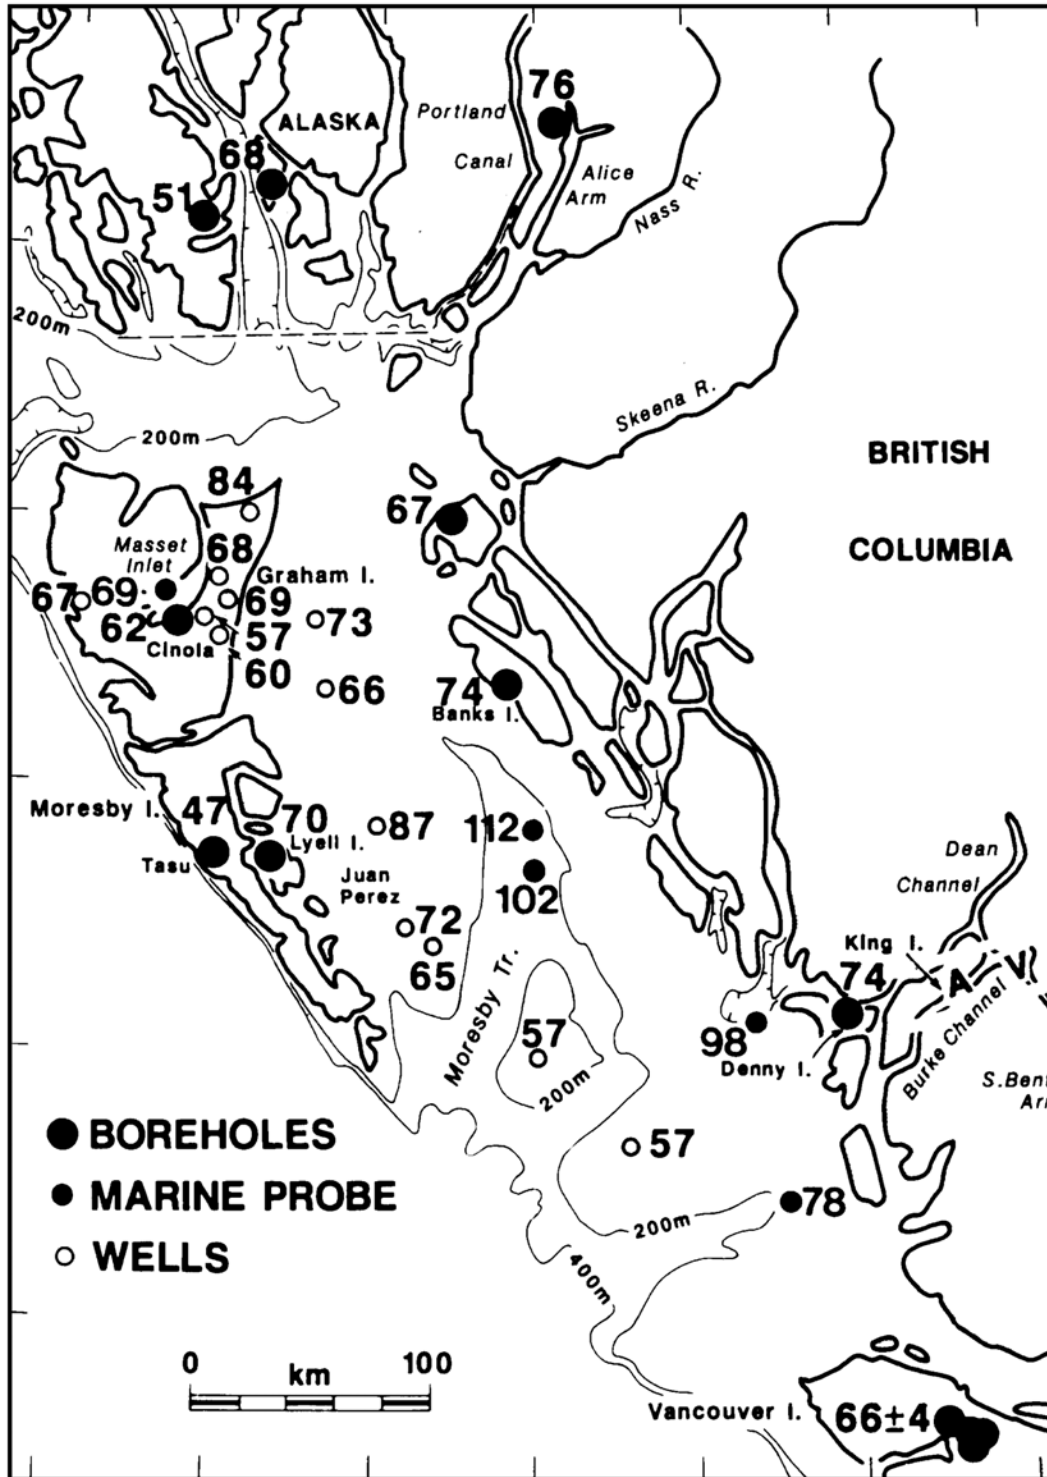 76
Portland
ALASKA
Canal
68
Alice
Arm
51
Nass R.
200m
Skeena R.
200m
BRITISH
84
67
COLUMBIA
Masset
Inlet
68
Graham I.
67
69
69
73
62
57
Cinola
60
66
74
Banks I.
Moresby I.
47
70
87
112
Lyell I.
Tasu
Juan
Perez
102
Dean
Channel
72
65
King I.
74
A
V
Moresby Tr.
57
98
Denny I.
Burke Channel
200m
S.Bent
BOREHOLES
57
MARINE PROBE
78
200m
WELLS
400m
0
km
100
Vancouver I.
66±4